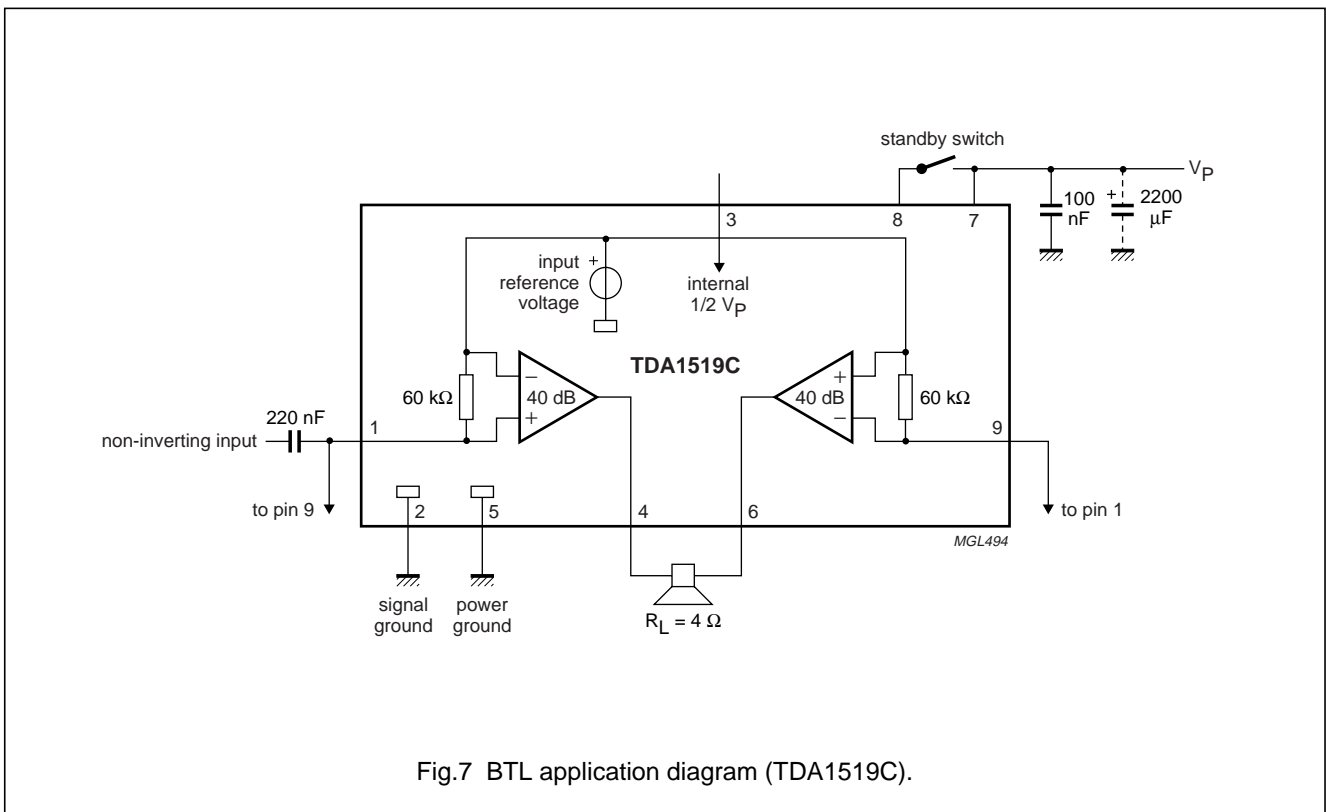 standby switch
V_P
100
nF
+
2200
μF
3
8
7
input
reference
voltage
+
internal
1/2 V_P
TDA1519C
60 kΩ
−
+
40 dB
40 dB
+
−
60 kΩ
220 nF
non-inverting input
1
9
to pin 9
2
5
4
6
to pin 1
MGL494
signal
ground
power
ground
R_L = 4 Ω
Fig.7 BTL application diagram (TDA1519C).